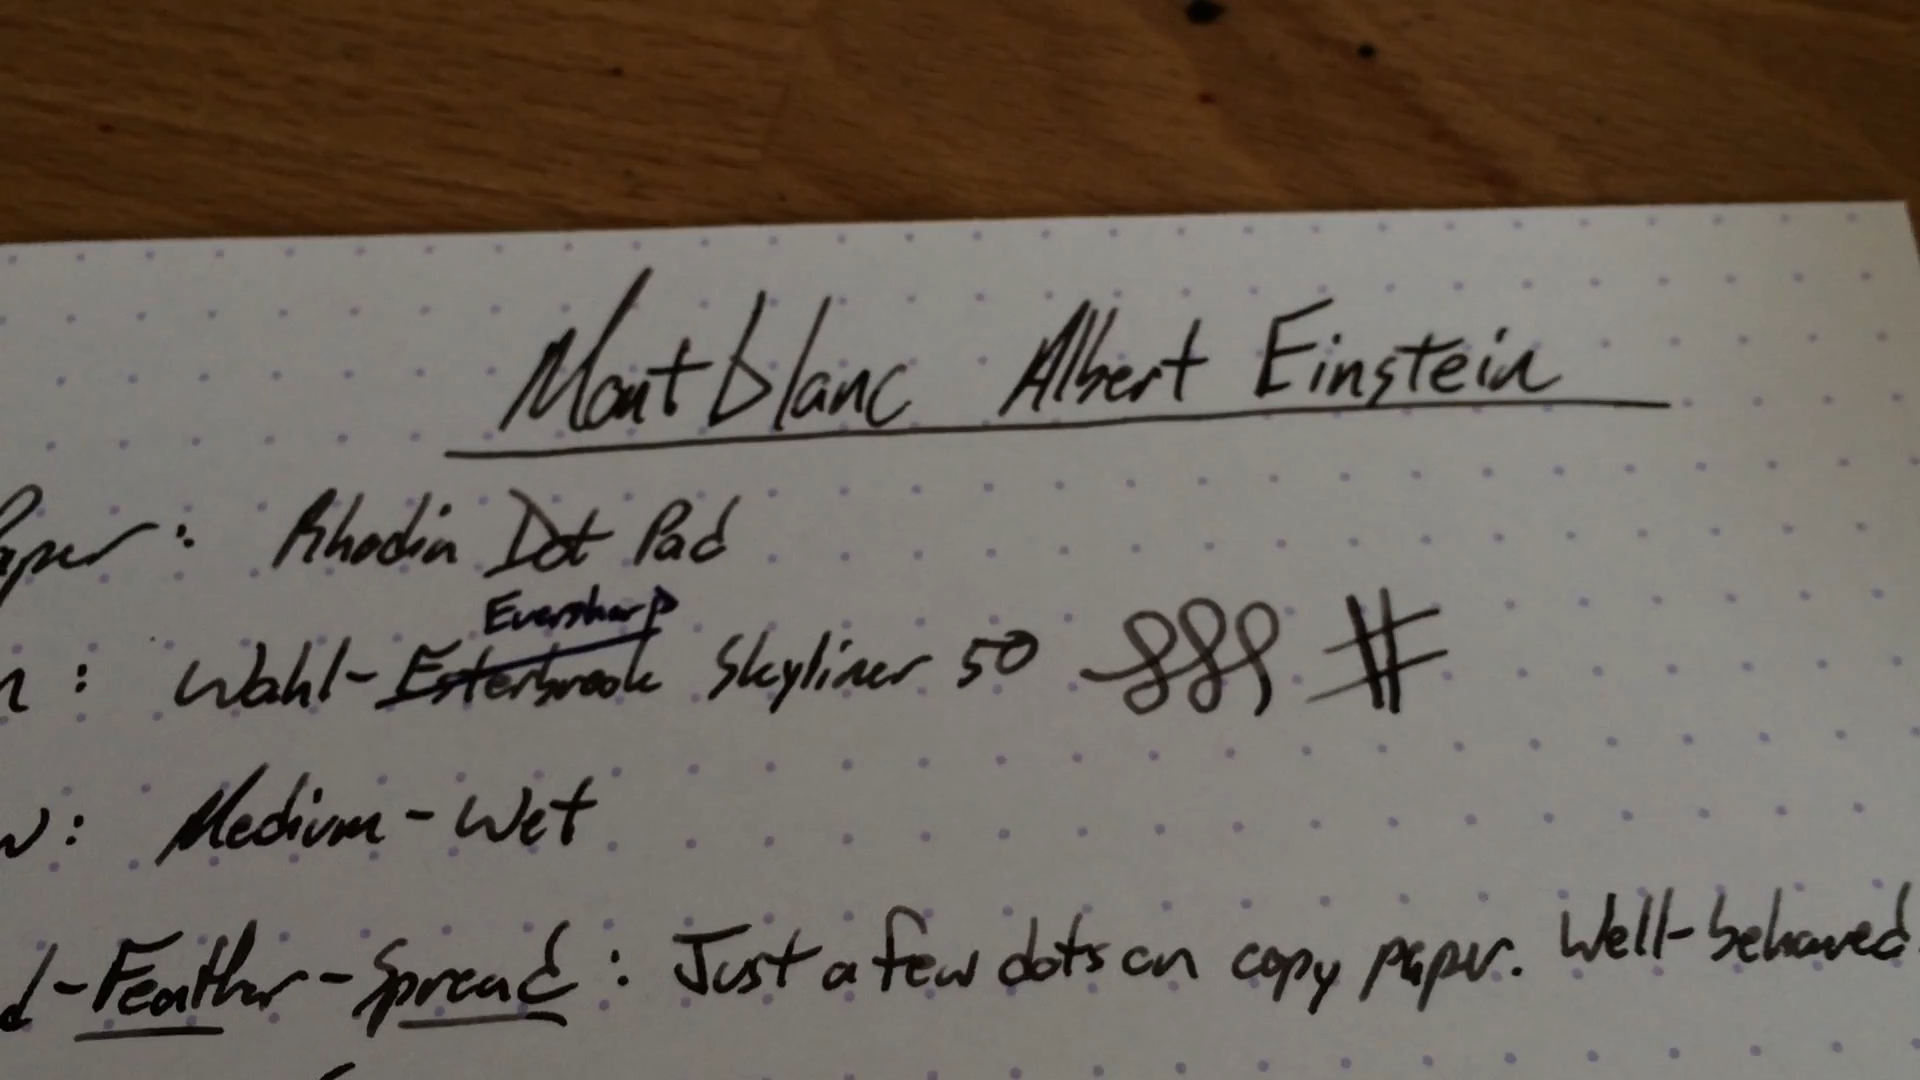 Montblanc Albert Einstein
Paper: Rhodia Dot Pad
Eversharp
n: Wahl-Esterbrook Skyliner 50 #
w: Medium-Wet
d-Feather-Spread: Just a few dots on copy paper. Well-behaved